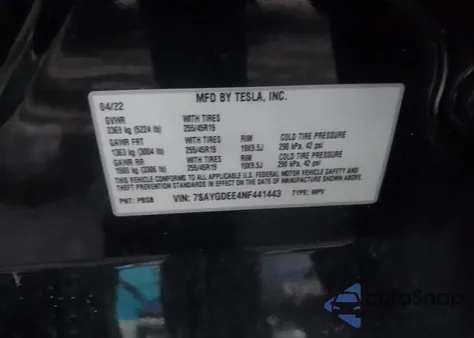 MFD BY TESLA, INC.
04/22
GVWR WITH TIRES
2369 kg (5224 lb) 255/45R19
GAWR FRT WITH TIRES RIM COLD TIRE PRESSURE
1363 kg (3004 lb) 255/45R19 19X9.5J 290 kPa, 42 psi
GAWR RR WITH TIRES RIM COLD TIRE PRESSURE
1500 kg (3306 lb) 255/45R19 19X9.5J 290 kPa, 42 psi
THIS VEHICLE CONFORMS TO ALL APPLICABLE U.S. FEDERAL MOTOR VEHICLE SAFETY AND
THEFT PREVENTION STANDARDS IN EFFECT ON THE DATE OF MANUFACTURE SHOWN ABOVE.
PNT: PBSB VIN: 7SAYGDEE4NF441443 TYPE: MPV
AutoSnap